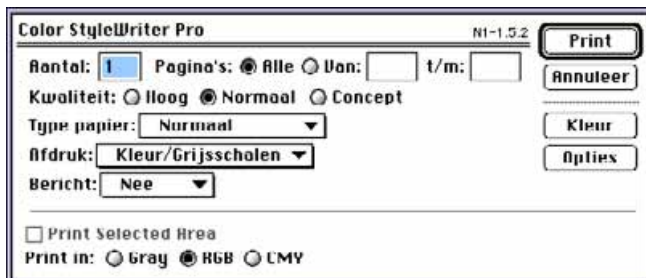 Color StyleWriter Pro N1-1.5.2
Print
Aantal: 1 Pagina's: Alle Van: t/m:
Annuleer
Kwaliteit: Hoog Normaal Concept
Type papier: Normaal
Kleur
Afdruk: Kleur/Grijsschalen
Opties
Bericht: Nee
Print Selected Area
Print in: Gray RGB CMY